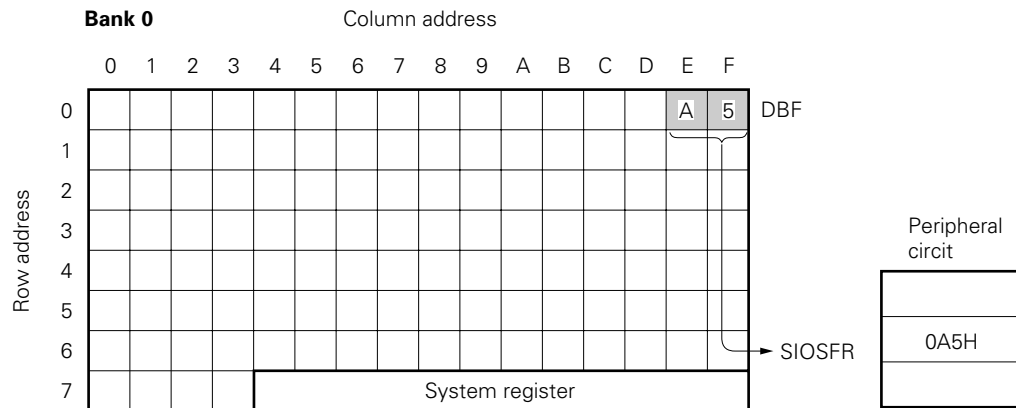 Bank 0 Column address
0 1 2 3 4 5 6 7 8 9 A B C D E F
0 A 5 DBF
1
2
3
4
5
6 SIOSFR
7 System register
Row address
Peripheral
circit
0A5H